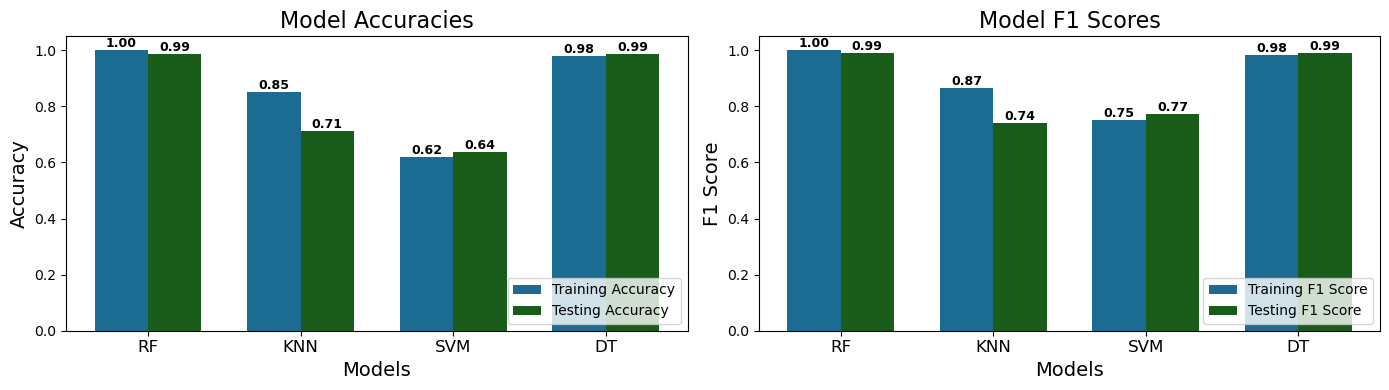 Model Accuracies
1.00
0.99
0.85
0.71
0.62
0.64
0.98
0.99
1.0
0.8
0.6
0.4
0.2
0.0
Accuracy
Training Accuracy
Testing Accuracy
RF
KNN
SVM
DT
Models
Model F1 Scores
1.00
0.99
0.87
0.74
0.75
0.77
0.98
0.99
1.0
0.8
0.6
0.4
0.2
0.0
F1 Score
Training F1 Score
Testing F1 Score
RF
KNN
SVM
DT
Models